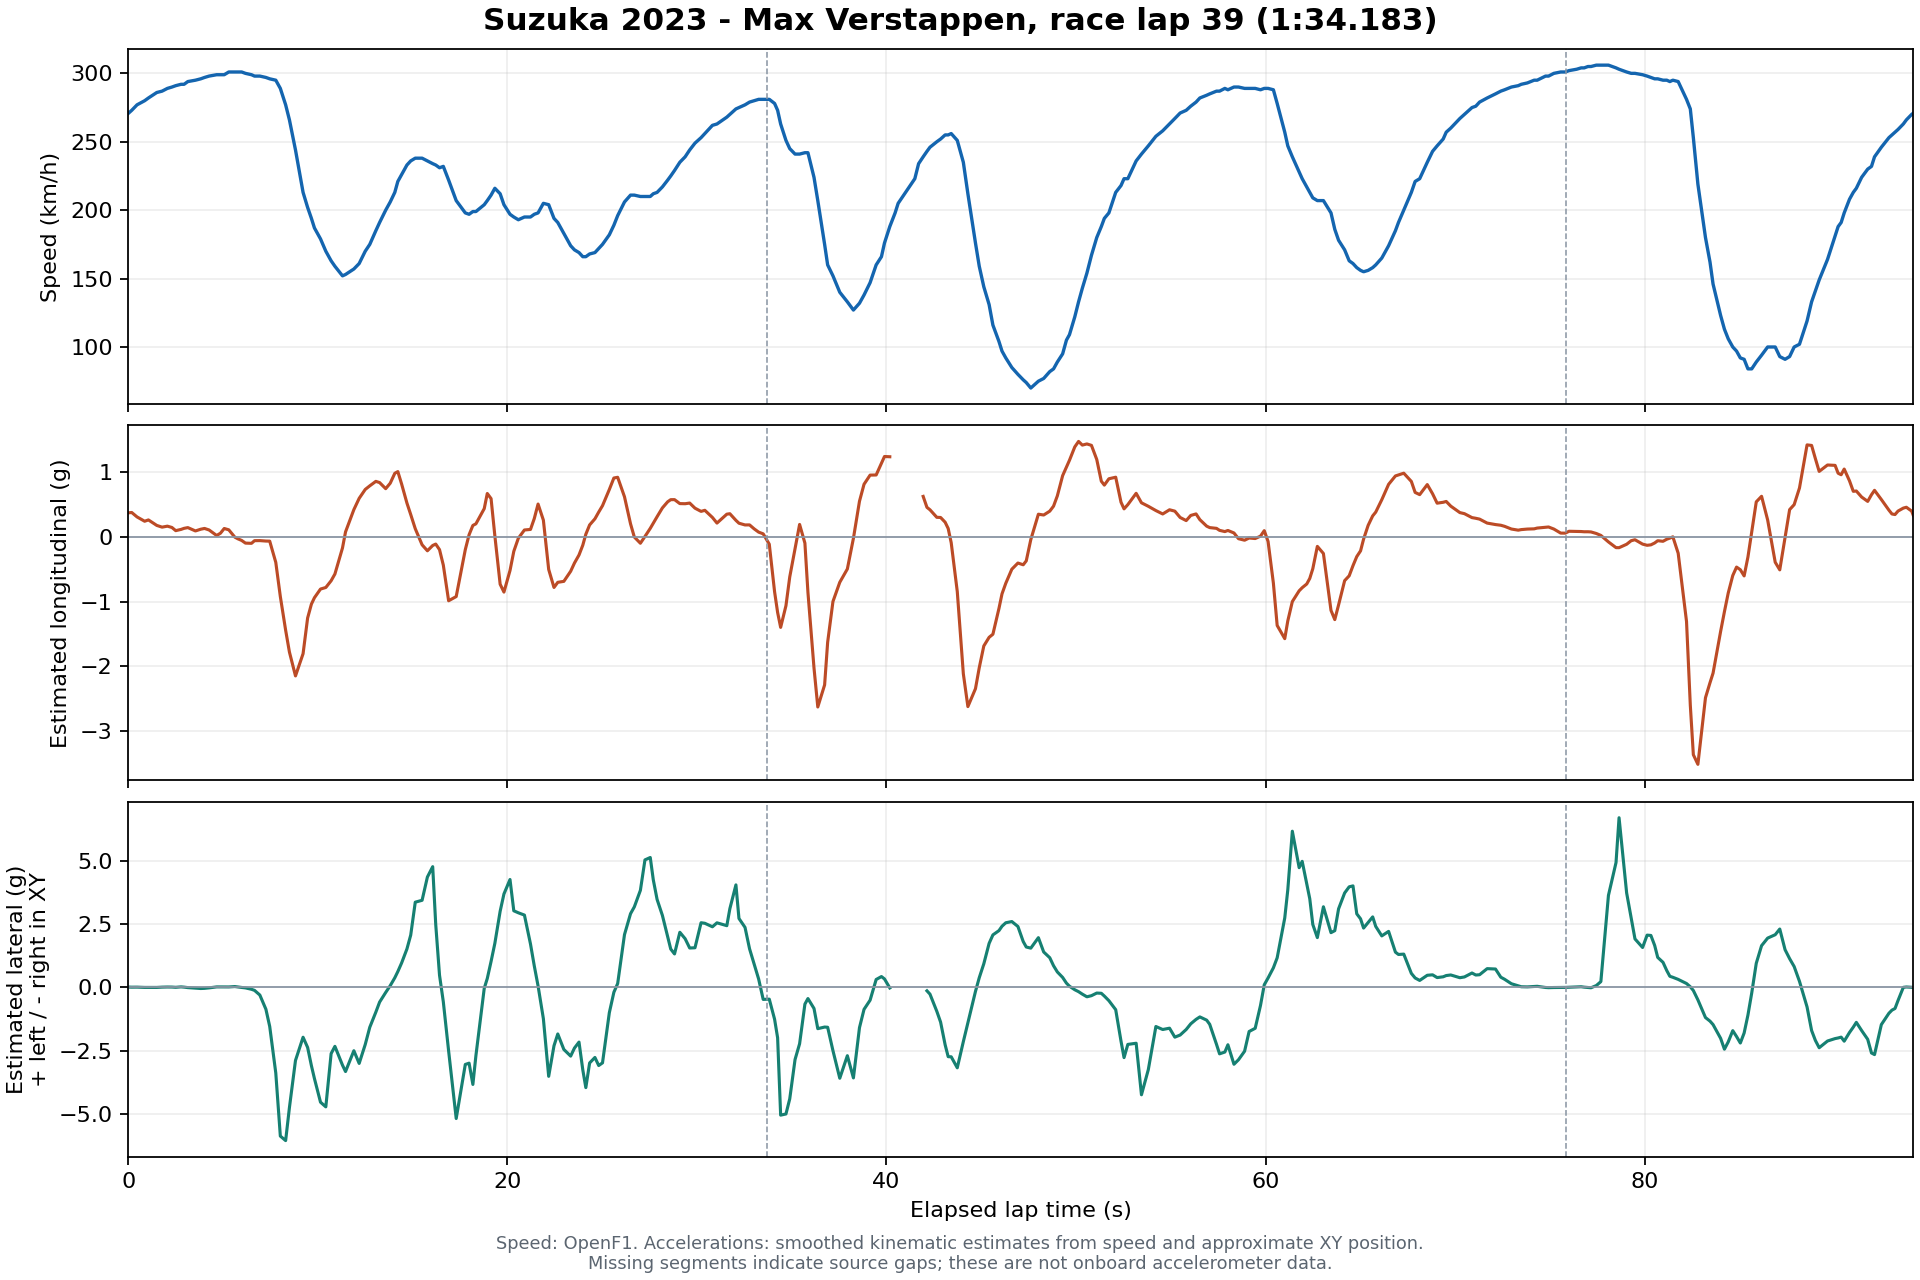 Suzuka 2023 - Max Verstappen, race lap 39 (1:34.183)
Speed (km/h)
300
250
200
150
100
Estimated longitudinal (g)
1
0
−1
−2
−3
Estimated lateral (g)
+ left / - right in XY
5.0
2.5
0.0
−2.5
−5.0
0
20
40
60
80
Elapsed lap time (s)
Speed: OpenF1. Accelerations: smoothed kinematic estimates from speed and approximate XY position.
Missing segments indicate source gaps; these are not onboard accelerometer data.